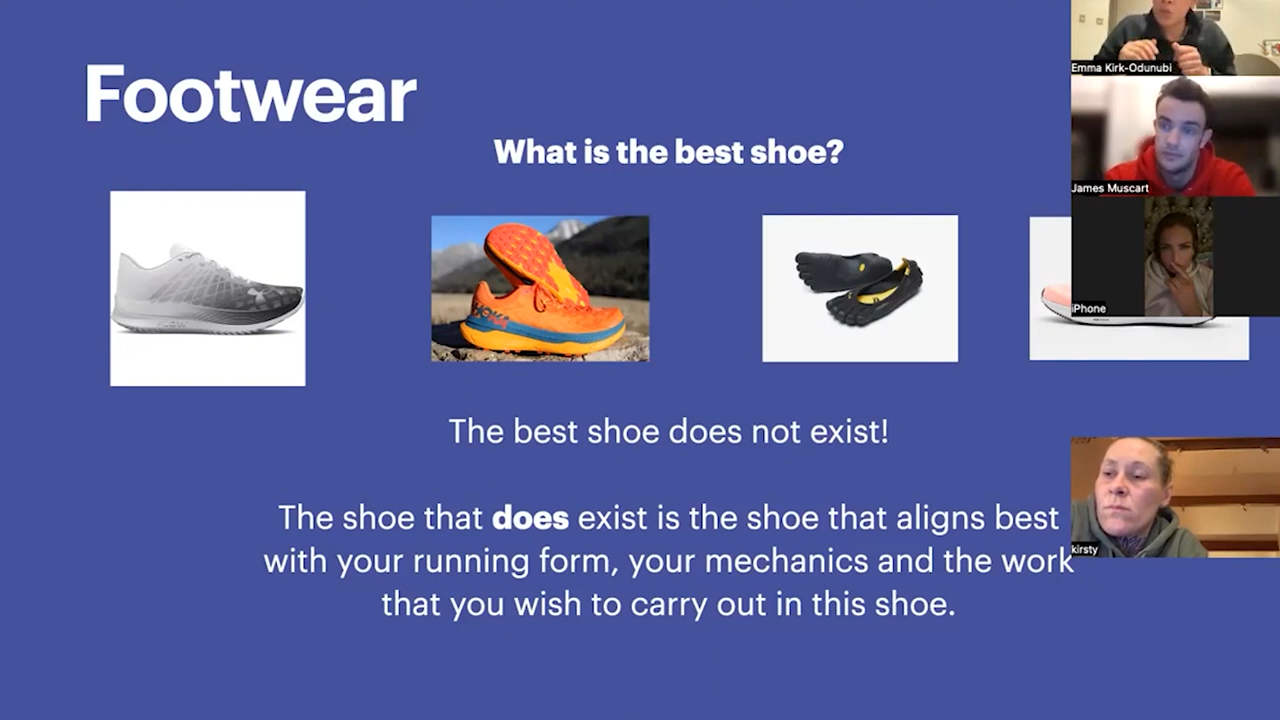 Footwear
What is the best shoe?
HOKA
The best shoe does not exist!
The shoe that does exist is the shoe that aligns best
with your running form, your mechanics and the work
that you wish to carry out in this shoe.
Emma Kirk-Odunubi
James Muscart
iPhone
kirsty